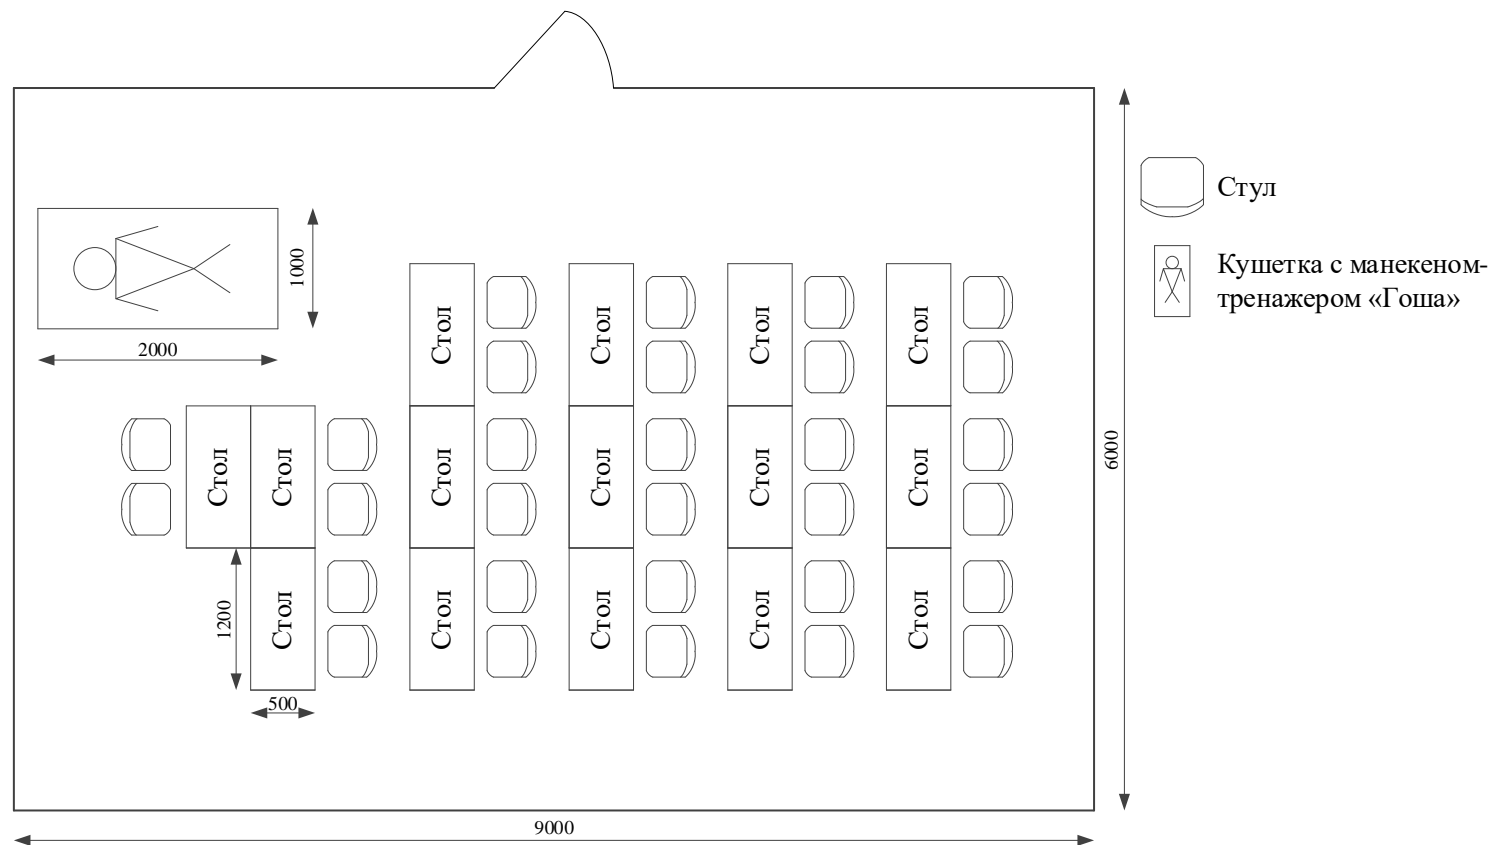 Стул
Кушетка с манекеном-
тренажером «Гоша»
1000
2000
Стол
Стол
Стол
Стол
Стол
Стол
Стол
Стол
Стол
Стол
6000
1200
Стол
Стол
Стол
Стол
Стол
500
9000